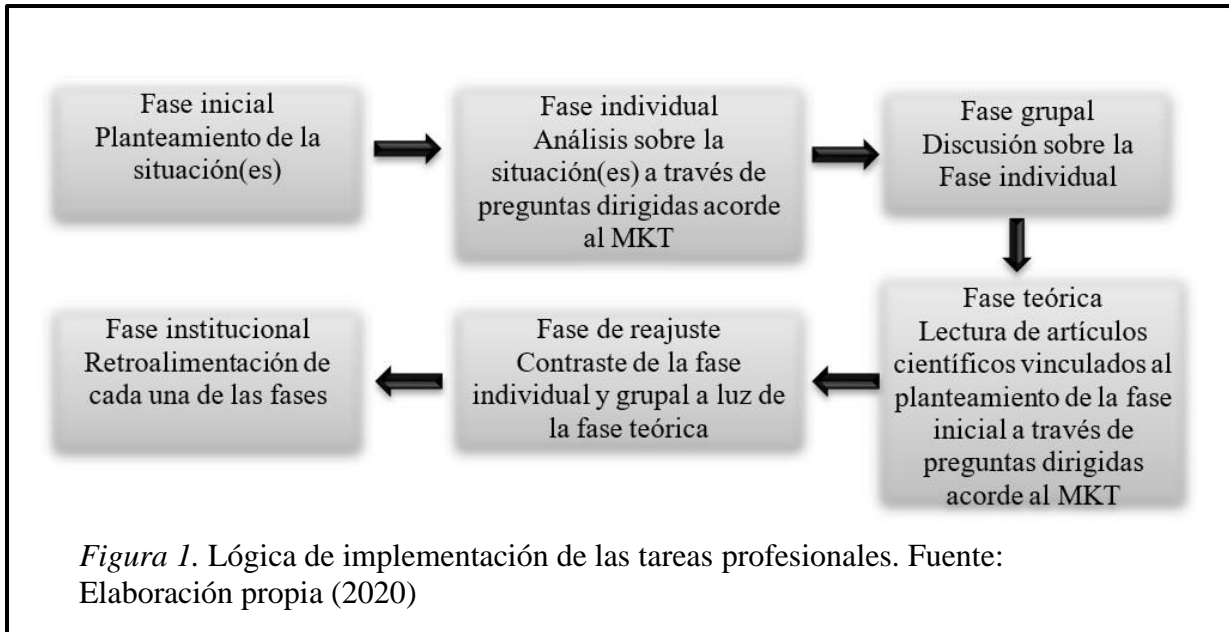 Fase inicial
Planteamiento de la
situación(es)
Fase individual
Análisis sobre la
situación(es) a través de
preguntas dirigidas acorde
al MKT
Fase grupal
Discusión sobre la
Fase individual
Fase teórica
Lectura de artículos
científicos vinculados al
planteamiento de la fase
inicial a través de
preguntas dirigidas
acorde al MKT
Fase de reajuste
Contraste de la fase
individual y grupal a luz de
la fase teórica
Fase institucional
Retroalimentación de
cada una de las fases
Figura 1. Lógica de implementación de las tareas profesionales. Fuente:
Elaboración propia (2020)